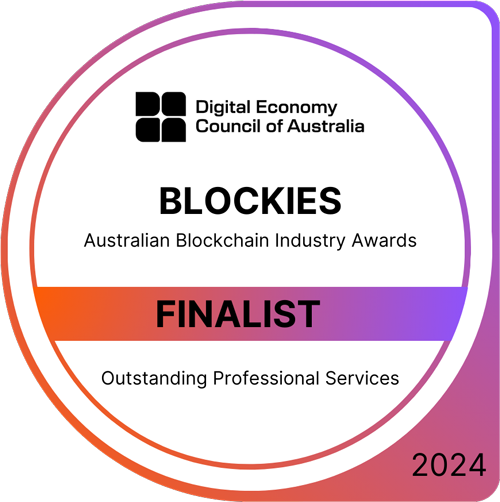 Digital Economy
Council of Australia
BLOCKIES
Australian Blockchain Industry Awards
FINALIST
Outstanding Professional Services
2024